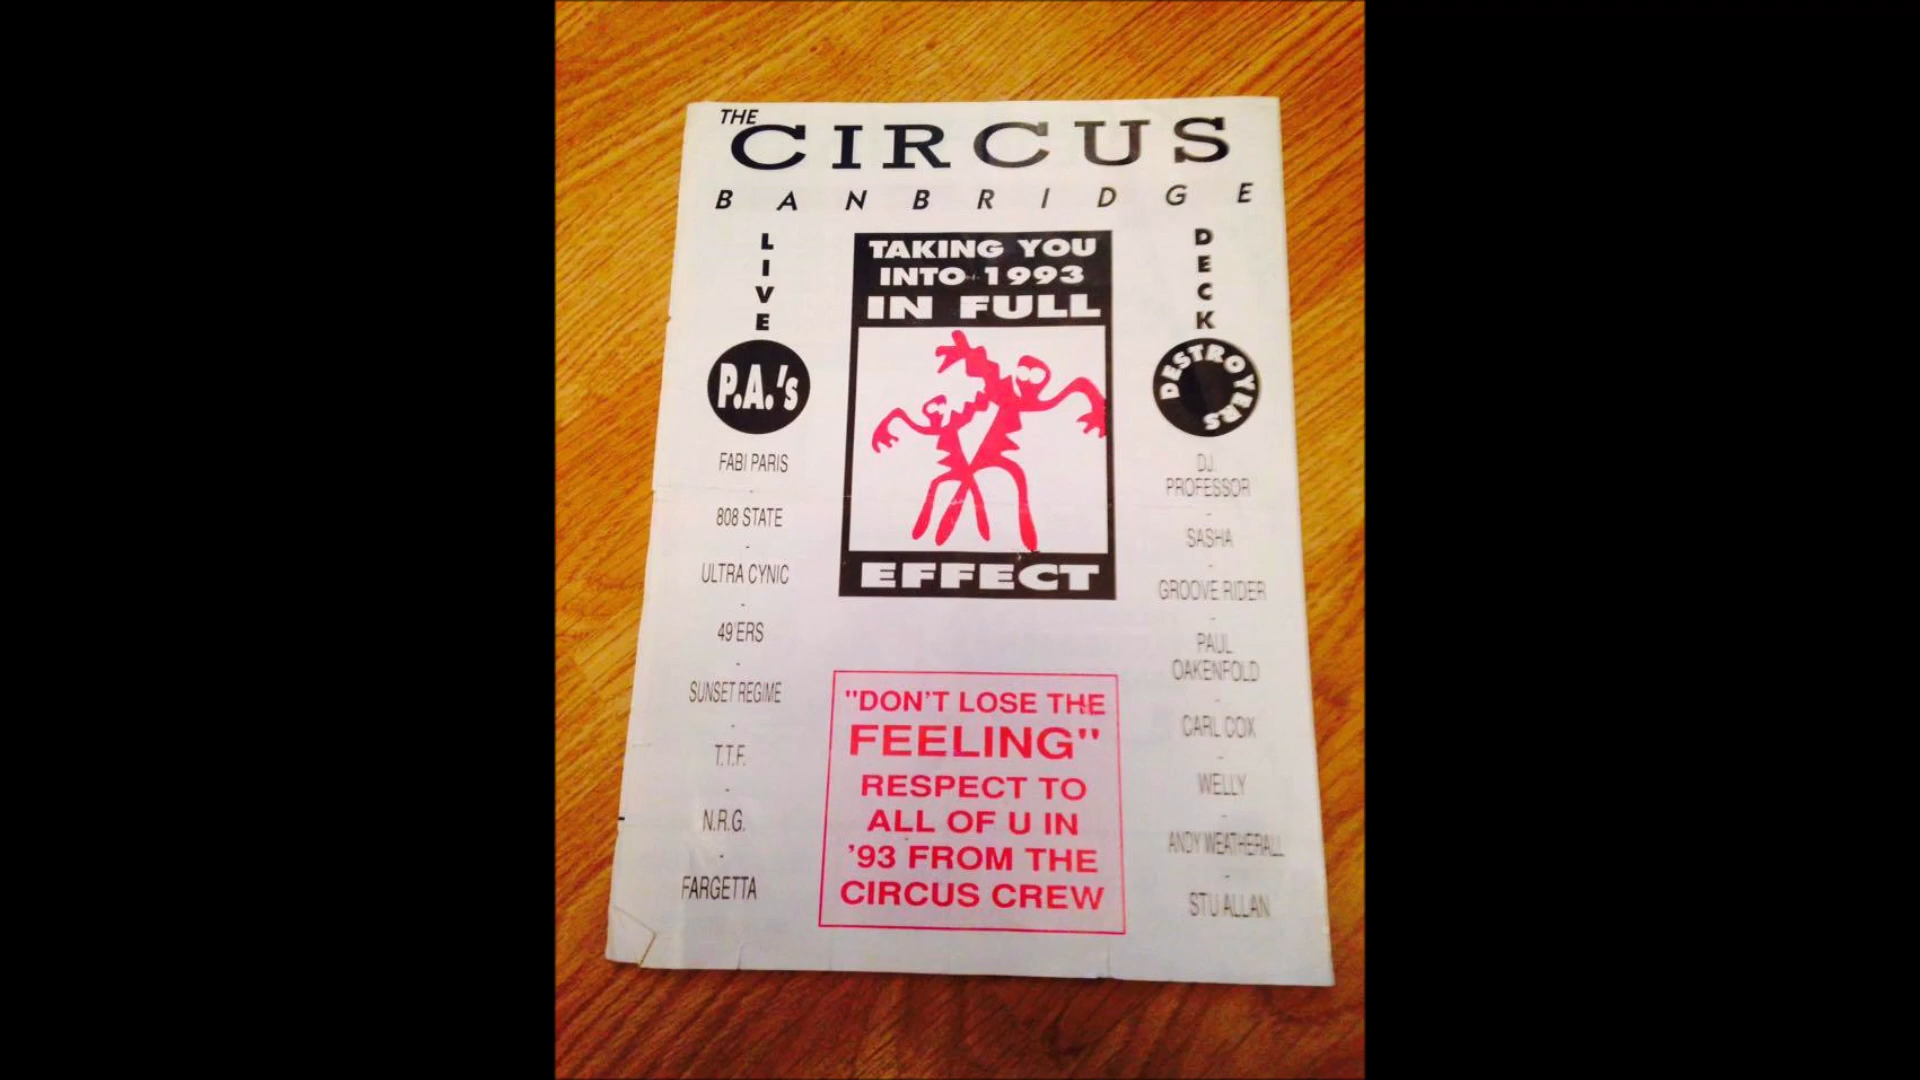 THE
CIRCUS
BANBRIDGE
LIVE
P.A.'s
FABI PARIS
-
808 STATE
-
ULTRA CYNIC
-
49'ERS
-
SUNSET REGIME
-
T.T.F.
-
N.R.G.
-
FARGETTA
TAKING YOU
INTO 1993
IN FULL
EFFECT
"DON'T LOSE THE
FEELING"
RESPECT TO
ALL OF U IN
'93 FROM THE
CIRCUS CREW
DECK
DESTROYERS
DJ.
PROFESSOR
-
SASHA
-
GROOVE RIDER
-
PAUL
OAKENFOLD
-
CARL COX
-
WELLY
-
ANDY WEATHERALL
-
STU ALLAN